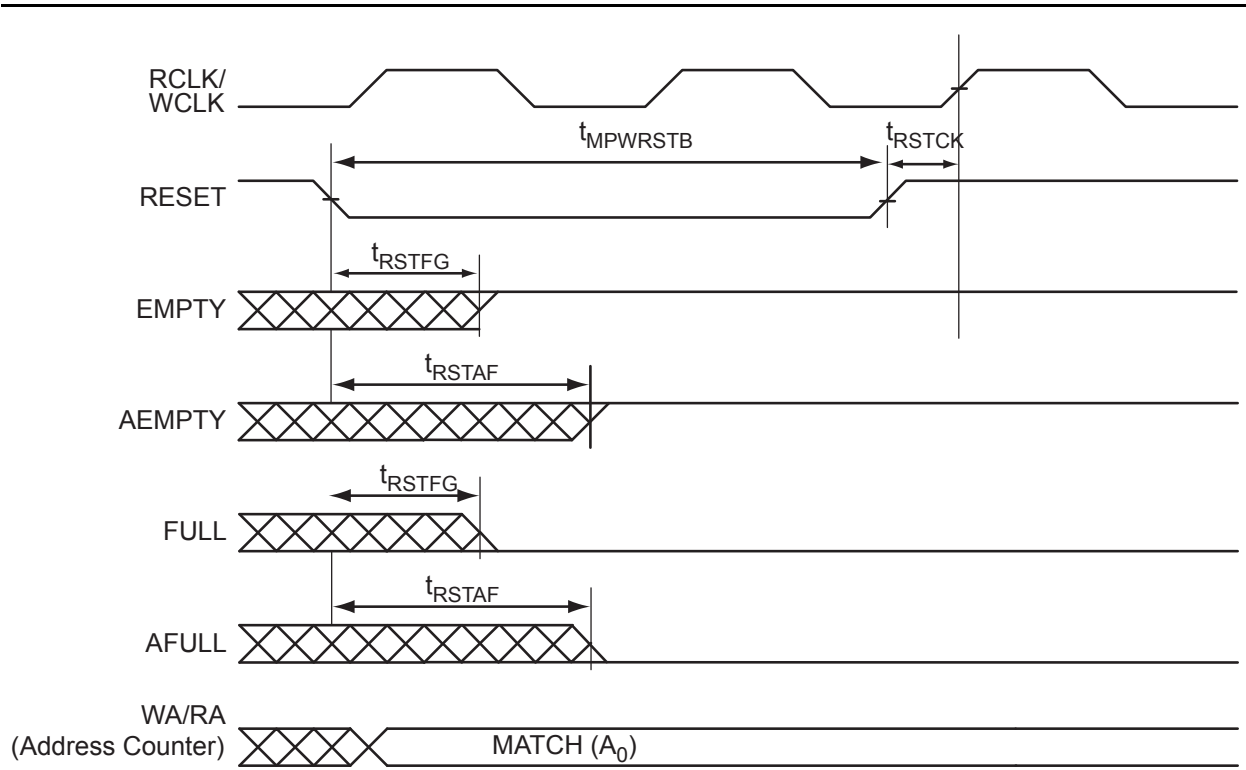 RCLK/
WCLK
tMPWRSTB
tRSTCK
RESET
tRSTFG
EMPTY
tRSTAF
AEMPTY
tRSTFG
FULL
tRSTAF
AFULL
WA/RA
(Address Counter)
MATCH (A0)